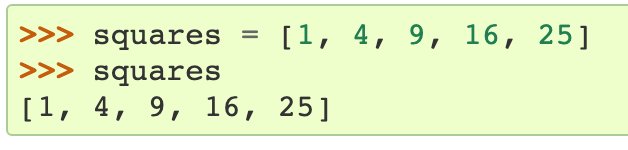 >>> squares = [1, 4, 9, 16, 25]
>>> squares
[1, 4, 9, 16, 25]